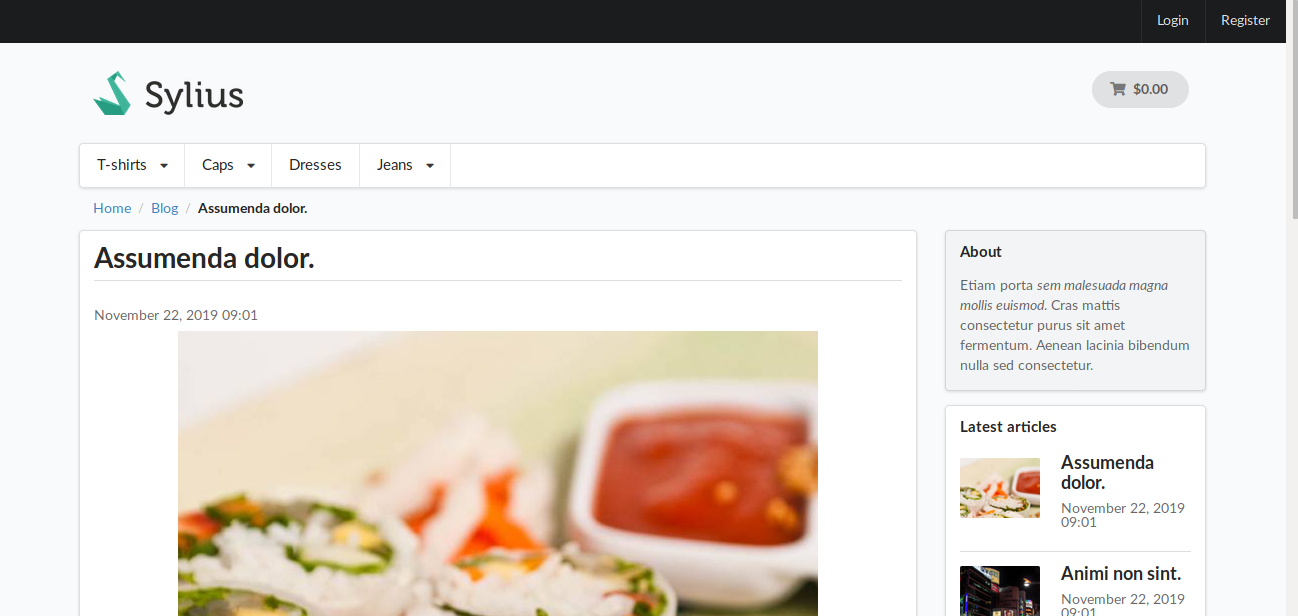 Login Register
Sylius
$0.00
T-shirts Caps Dresses Jeans
Home / Blog / Assumenda dolor.
Assumenda dolor.
November 22, 2019 09:01
About
Etiam porta sem malesuada magna
mollis euismod. Cras mattis
consectetur purus sit amet
fermentum. Aenean lacinia bibendum
nulla sed consectetur.
Latest articles
Assumenda
dolor.
November 22, 2019
09:01
Animi non sint.
November 22, 2019
09:01